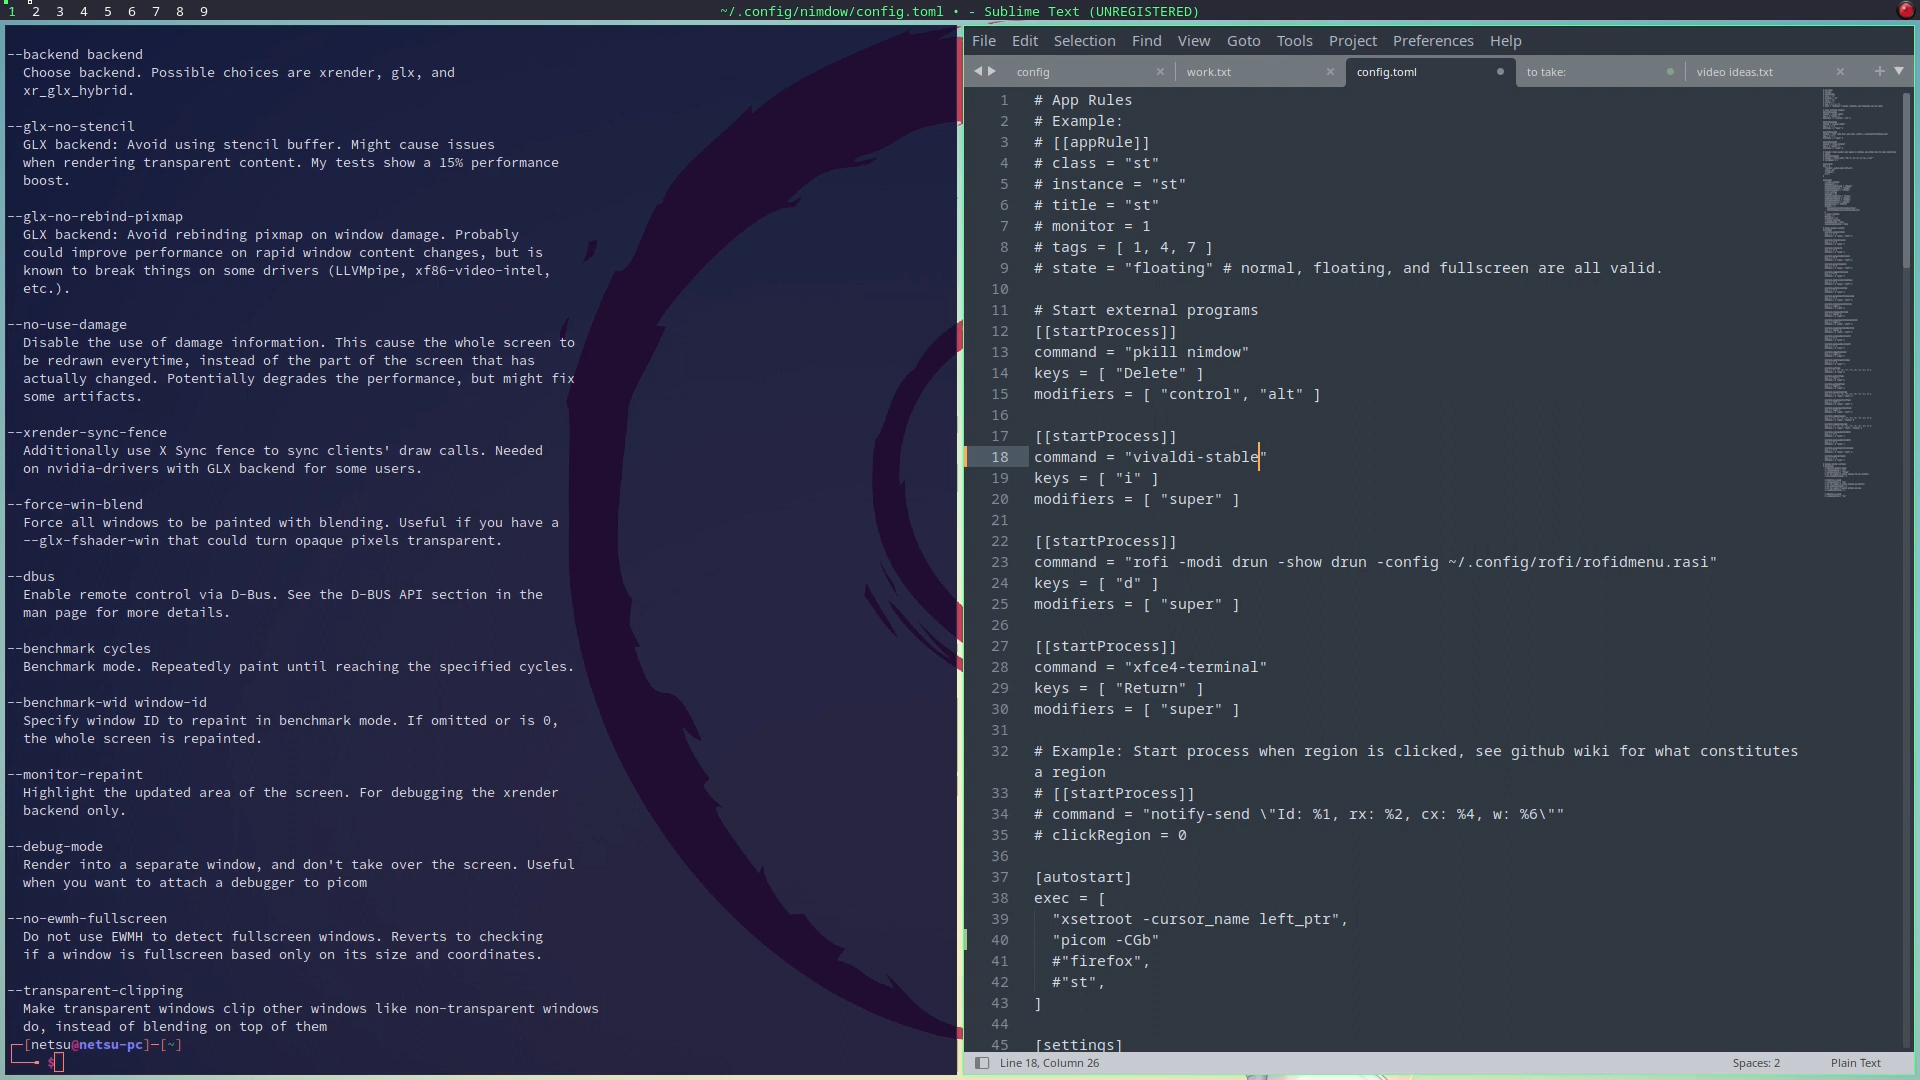 1 2 3 4 5 6 7 8 9
~/.config/nimdow/config.toml • - Sublime Text (UNREGISTERED)
--backend backend
Choose backend. Possible choices are xrender, glx, and
xr_glx_hybrid.
--glx-no-stencil
GLX backend: Avoid using stencil buffer. Might cause issues
when rendering transparent content. My tests show a 15% performance
boost.
--glx-no-rebind-pixmap
GLX backend: Avoid rebinding pixmap on window damage. Probably
could improve performance on rapid window content changes, but is
known to break things on some drivers (LLVMpipe, xf86-video-intel,
etc.).
--no-use-damage
Disable the use of damage information. This cause the whole screen to
be redrawn everytime, instead of the part of the screen that has
actually changed. Potentially degrades the performance, but might fix
some artifacts.
--xrender-sync-fence
Additionally use X Sync fence to sync clients' draw calls. Needed
on nvidia-drivers with GLX backend for some users.
--force-win-blend
Force all windows to be painted with blending. Useful if you have a
--glx-fshader-win that could turn opaque pixels transparent.
--dbus
Enable remote control via D-Bus. See the D-BUS API section in the
man page for more details.
--benchmark cycles
Benchmark mode. Repeatedly paint until reaching the specified cycles.
--benchmark-wid window-id
Specify window ID to repaint in benchmark mode. If omitted or is 0,
the whole screen is repainted.
--monitor-repaint
Highlight the updated area of the screen. For debugging the xrender
backend only.
--debug-mode
Render into a separate window, and don't take over the screen. Useful
when you want to attach a debugger to picom
--no-ewmh-fullscreen
Do not use EWMH to detect fullscreen windows. Reverts to checking
if a window is fullscreen based only on its size and coordinates.
--transparent-clipping
Make transparent windows clip other windows like non-transparent windows
do, instead of blending on top of them
┌─[netsu@netsu-pc]─[~]
└──╼ $
File Edit Selection Find View Goto Tools Project Preferences Help
config work.txt config.toml to take: video ideas.txt
1 # App Rules
2 # Example:
3 # [[appRule]]
4 # class = "st"
5 # instance = "st"
6 # title = "st"
7 # monitor = 1
8 # tags = [ 1, 4, 7 ]
9 # state = "floating" # normal, floating, and fullscreen are all valid.
10
11 # Start external programs
12 [[startProcess]]
13 command = "pkill nimdow"
14 keys = [ "Delete" ]
15 modifiers = [ "control", "alt" ]
16
17 [[startProcess]]
18 command = "vivaldi-stable"
19 keys = [ "i" ]
20 modifiers = [ "super" ]
21
22 [[startProcess]]
23 command = "rofi -modi drun -show drun -config ~/.config/rofi/rofidmenu.rasi"
24 keys = [ "d" ]
25 modifiers = [ "super" ]
26
27 [[startProcess]]
28 command = "xfce4-terminal"
29 keys = [ "Return" ]
30 modifiers = [ "super" ]
31
32 # Example: Start process when region is clicked, see github wiki for what constitutes
a region
33 # [[startProcess]]
34 # command = "notify-send \"Id: %1, rx: %2, cx: %4, w: %6\""
35 # clickRegion = 0
36
37 [autostart]
38 exec = [
39 "xsetroot -cursor_name left_ptr",
40 "picom -CGb"
41 #"firefox",
42 #"st",
43 ]
44
45 [settings]
Line 18, Column 26 Spaces: 2 Plain Text